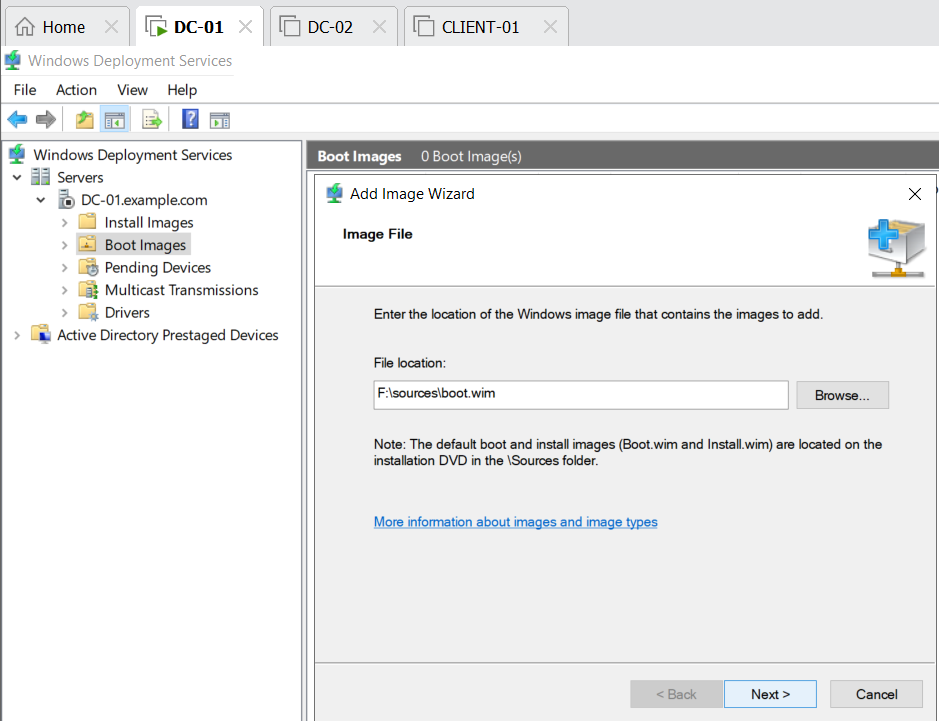 Home
DC-01
DC-02
CLIENT-01
Windows Deployment Services
File Action View Help
Windows Deployment Services
Servers
DC-01.example.com
Install Images
Boot Images
Pending Devices
Multicast Transmissions
Drivers
Active Directory Prestaged Devices
Boot Images 0 Boot Image(s)
Add Image Wizard
Image File
Enter the location of the Windows image file that contains the images to add.
File location:
F:\sources\boot.wim
Browse...
Note: The default boot and install images (Boot.wim and Install.wim) are located on the
installation DVD in the \Sources folder.
More information about images and image types
< Back
Next >
Cancel